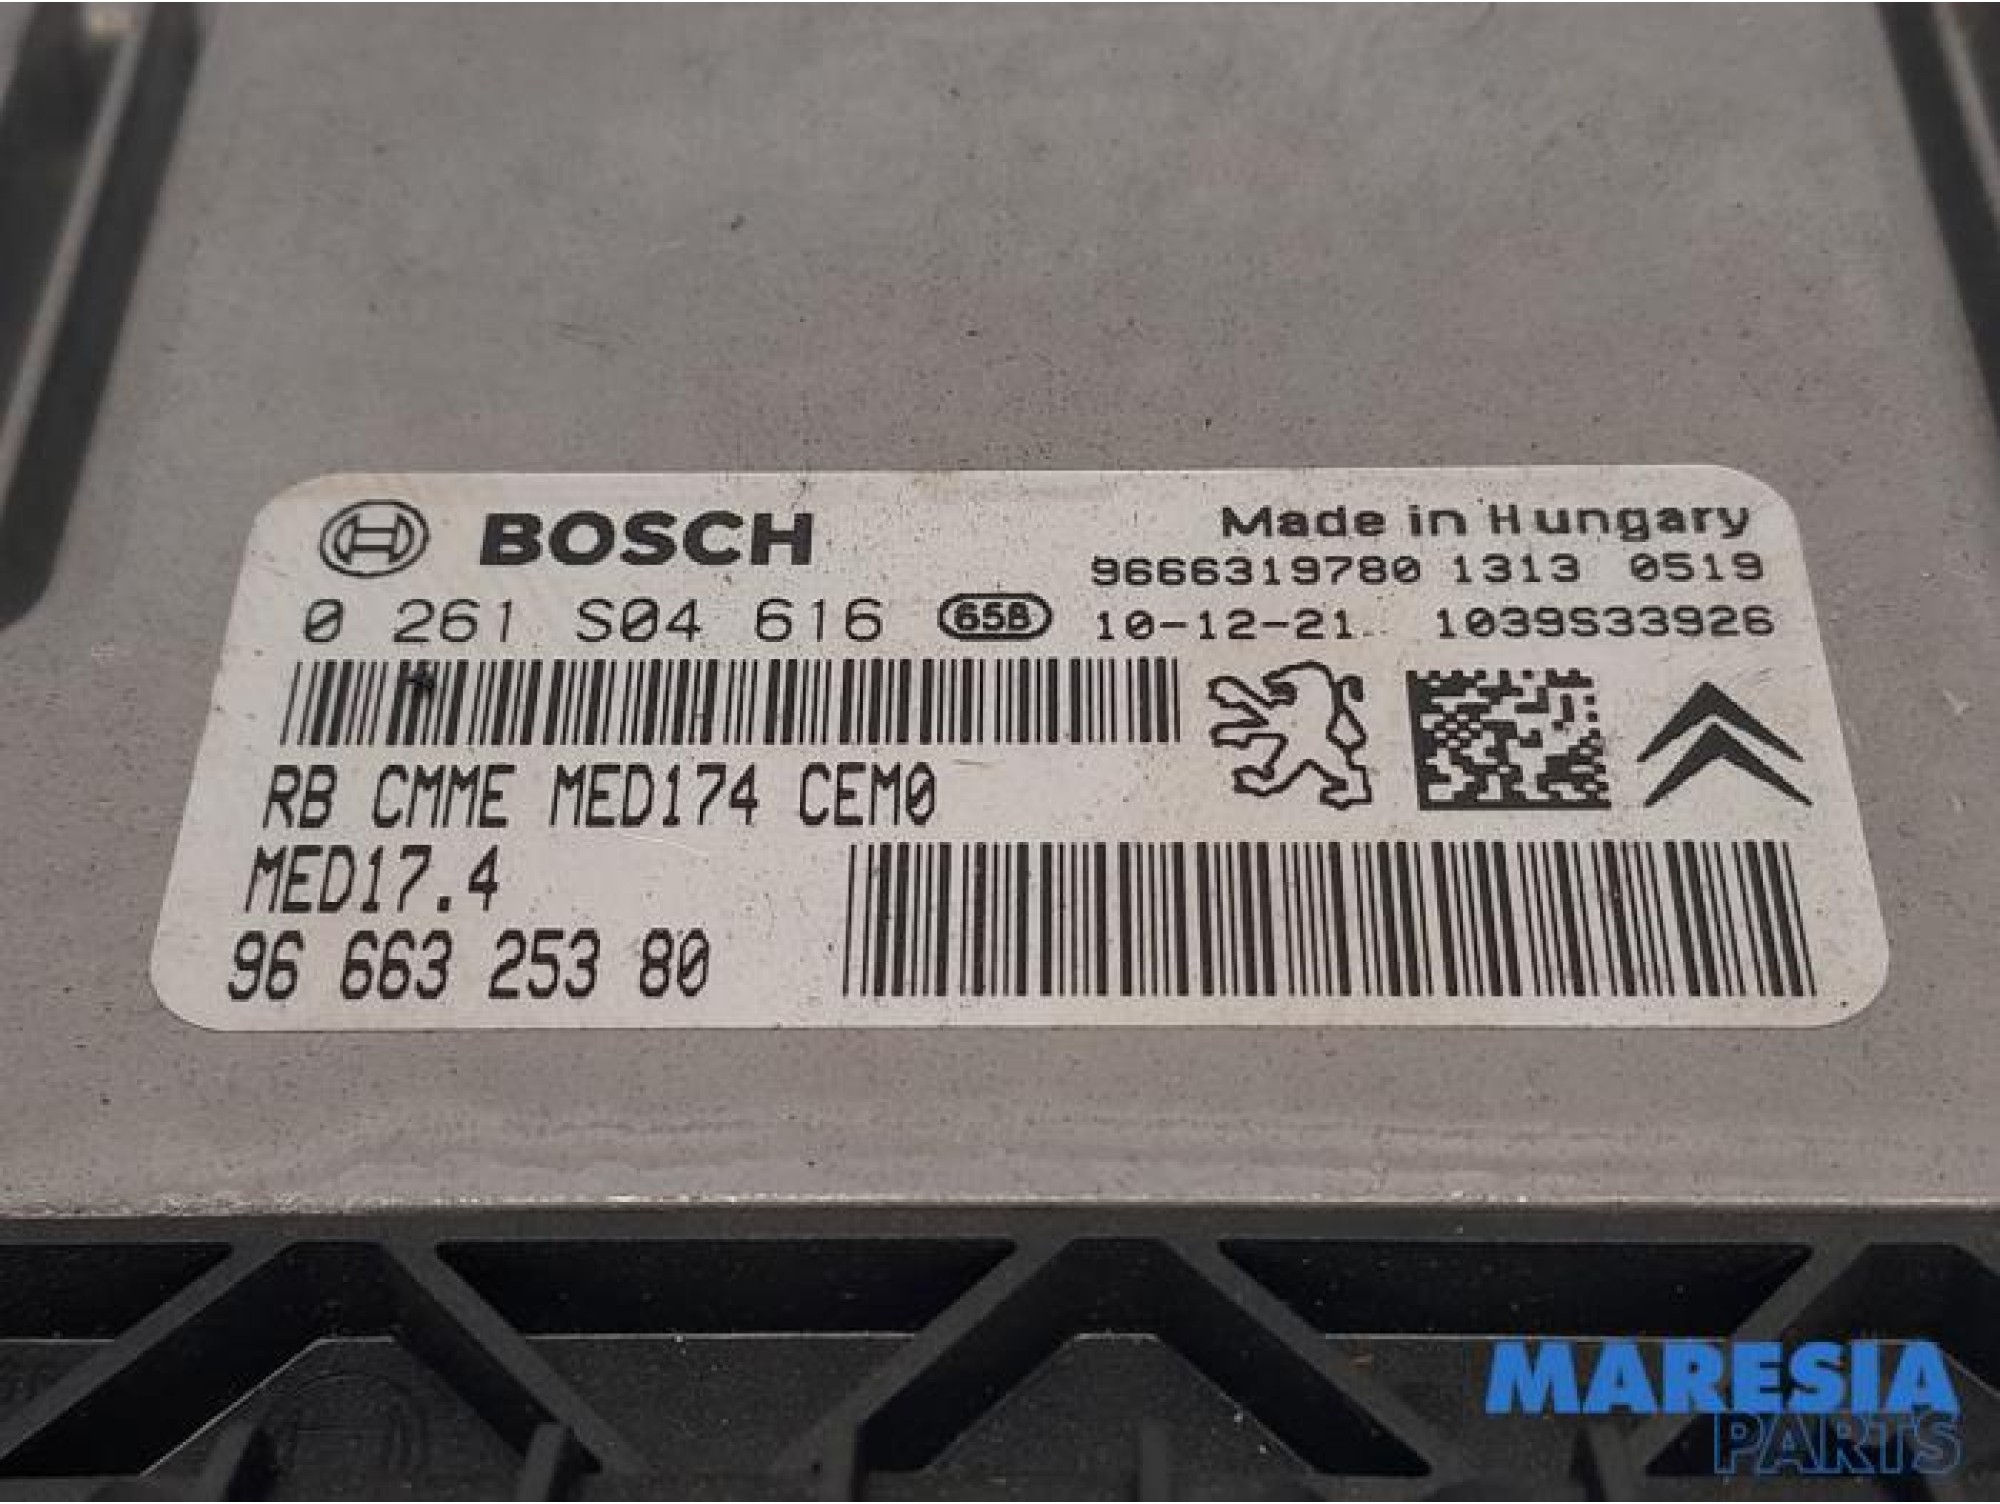 BOSCH
Made in Hungary
9666319780 1313 0519
0 261 S04 616 65B
10-12-21 1039S33926
RB CMME MED174 CEM0
MED17.4
96 663 253 80
MARESIA
PARTS